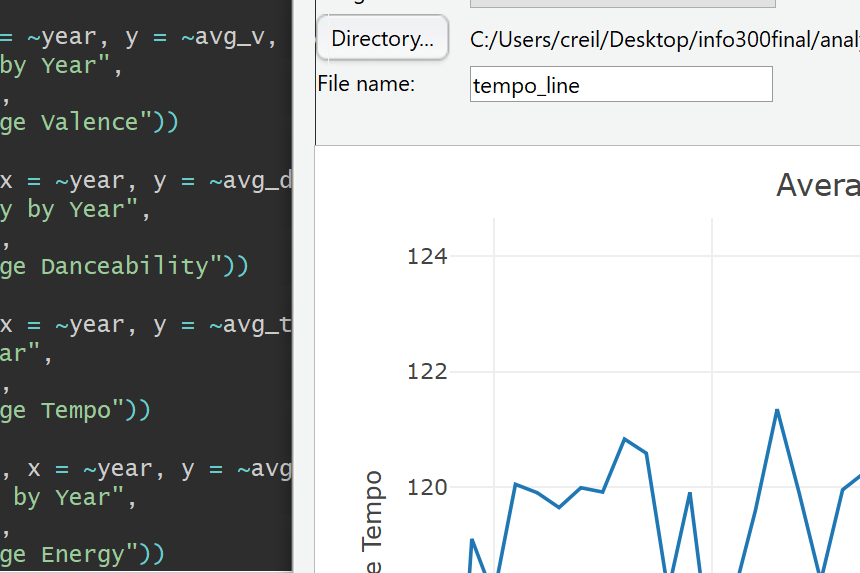 = ~year, y = ~avg_v,
by Year",
,
ge Valence"))
x = ~year, y = ~avg_d
y by Year",
,
ge Danceability"))
x = ~year, y = ~avg_t
ar",
,
ge Tempo"))
, x = ~year, y = ~avg
by Year",
,
ge Energy"))
Directory... C:/Users/creil/Desktop/info300final/analy
File name: tempo_line
Avera
124
122
120
e Tempo